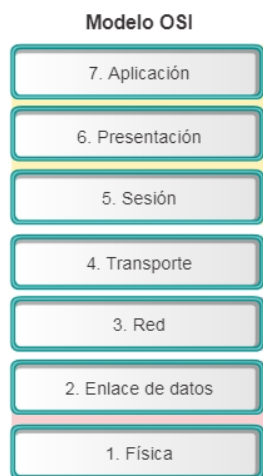 Modelo OSI
7. Aplicación
6. Presentación
5. Sesión
4. Transporte
3. Red
2. Enlace de datos
1. Física